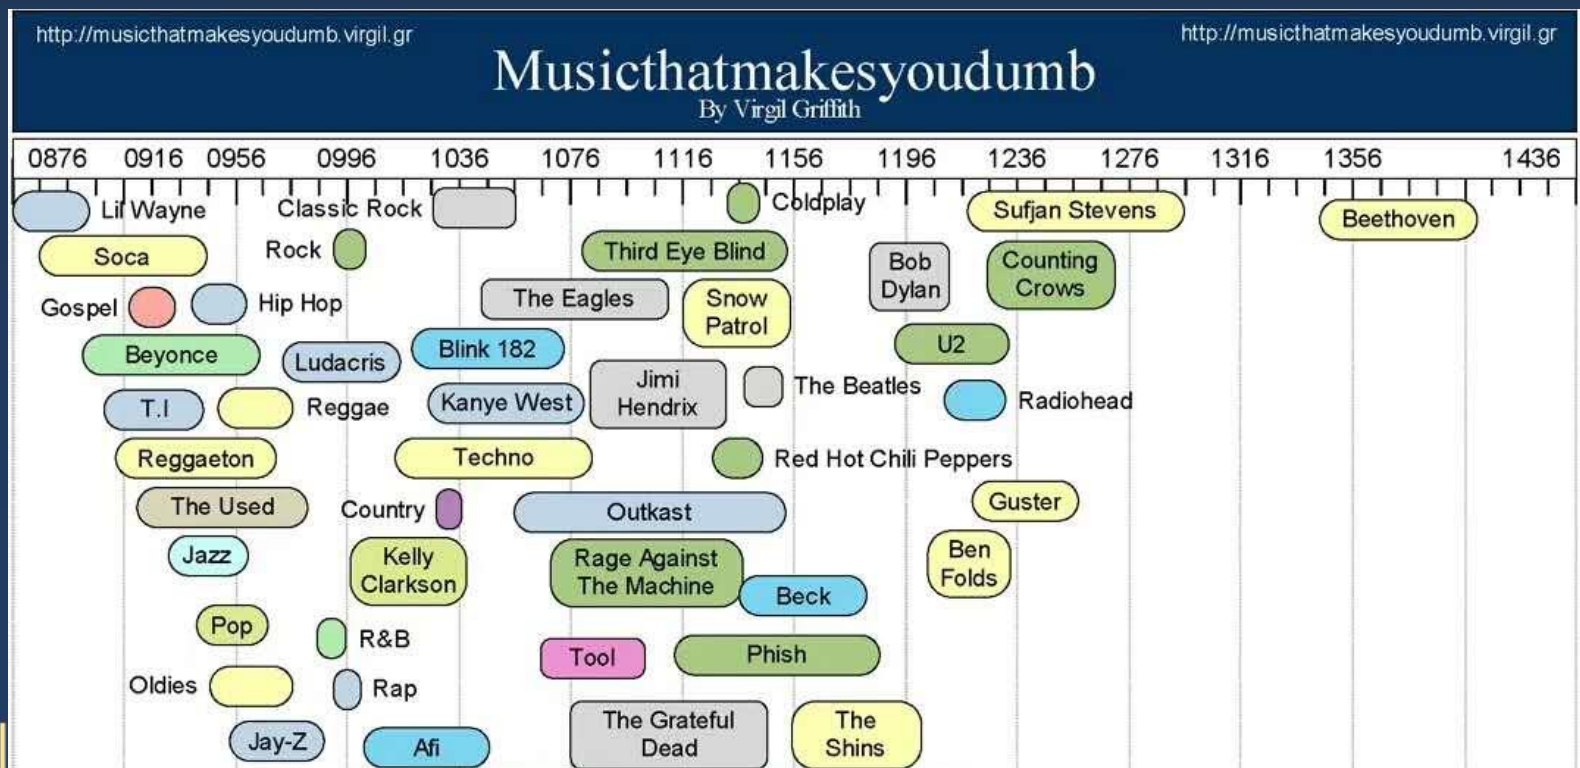 http://musicthatmakesyoudumb.virgil.gr
http://musicthatmakesyoudumb.virgil.gr
Musicthatmakesyoudumb
By Virgil Griffith
0876 0916 0956 0996 1036 1076 1116 1156 1196 1236 1276 1316 1356 1436
Lil Wayne
Classic Rock
Coldplay
Sufjan Stevens
Beethoven
Soca
Rock
Third Eye Blind
Bob
Dylan
Counting
Crows
Gospel
Hip Hop
The Eagles
Snow
Patrol
Beyonce
Ludacris
Blink 182
U2
T.I
Reggae
Kanye West
Jimi
Hendrix
The Beatles
Radiohead
Reggaeton
Techno
Red Hot Chili Peppers
The Used
Country
Outkast
Guster
Jazz
Kelly
Clarkson
Rage Against
The Machine
Beck
Ben
Folds
Pop
R&B
Tool
Phish
Oldies
Rap
Jay-Z
Afi
The Grateful
Dead
The
Shins